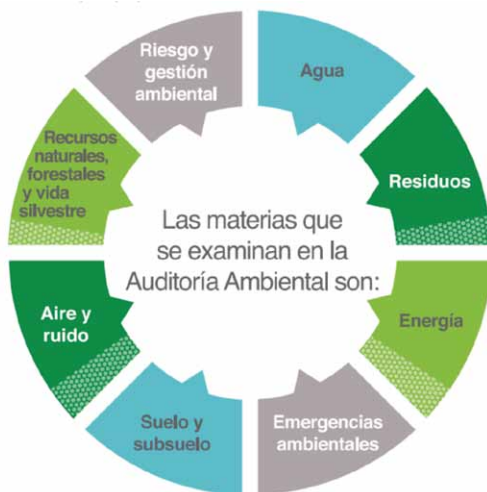 Riesgo y
gestión
ambiental
Agua
Residuos
Energía
Emergencias
ambientales
Suelo y
subsuelo
Aire y
ruido
Recursos
naturales,
forestales
y vida
silvestre
Las materias que
se examinan en la
Auditoría Ambiental son: